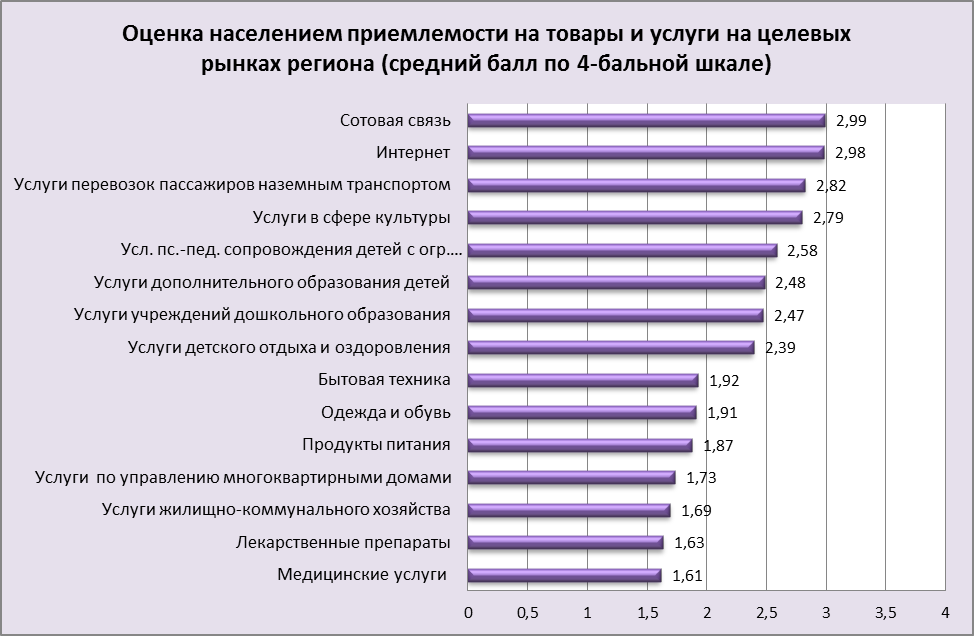 Оценка населением приемлемости на товары и услуги на целевых
рынках региона (средний балл по 4-бальной шкале)
Сотовая связь 2,99
Интернет 2,98
Услуги перевозок пассажиров наземным транспортом 2,82
Услуги в сфере культуры 2,79
Усл. пс.-пед. сопровождения детей с огр.... 2,58
Услуги дополнительного образования детей 2,48
Услуги учреждений дошкольного образования 2,47
Услуги детского отдыха и оздоровления 2,39
Бытовая техника 1,92
Одежда и обувь 1,91
Продукты питания 1,87
Услуги  по управлению многоквартирными домами 1,73
Услуги жилищно-коммунального хозяйства 1,69
Лекарственные препараты 1,63
Медицинские услуги 1,61
0 0,5 1 1,5 2 2,5 3 3,5 4